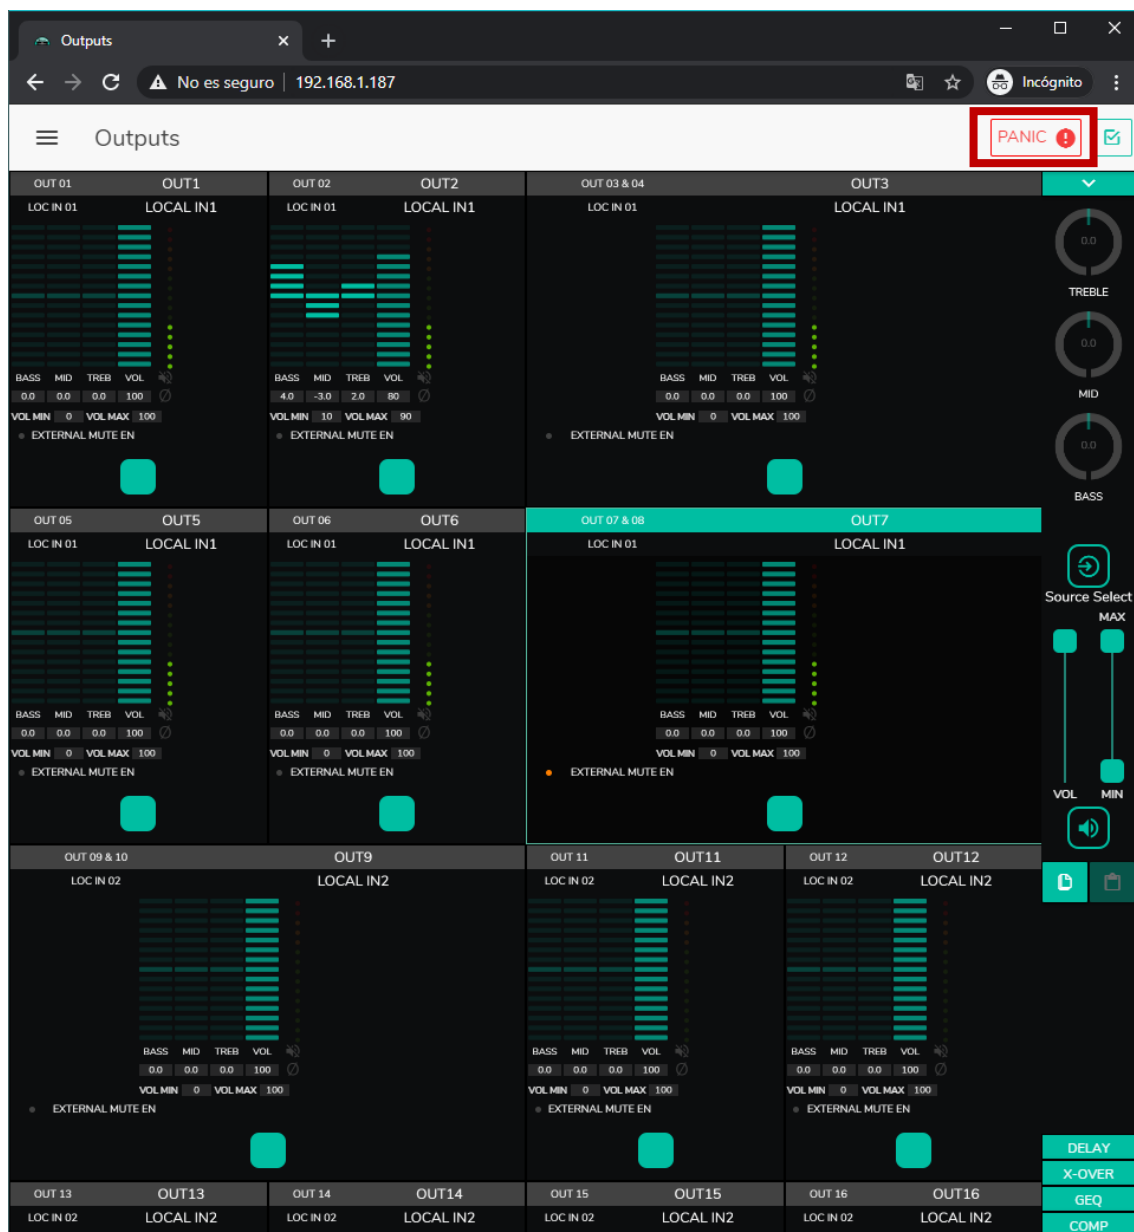 Outputs
No es seguro | 192.168.1.187 Incógnito
Outputs PANIC
OUT 01 OUT1 OUT 02 OUT2 OUT 03 & 04 OUT3
LOC IN 01 LOCAL IN1 LOC IN 01 LOCAL IN1 LOC IN 01 LOCAL IN1
0.0
TREBLE
0.0
BASS MID TREB VOL BASS MID TREB VOL BASS MID TREB VOL
0.0 0.0 0.0 100 4.0 -3.0 2.0 80 0.0 0.0 0.0 100 MID
VOL MIN 0 VOL MAX 100 VOL MIN 10 VOL MAX 90 VOL MIN 0 VOL MAX 100
EXTERNAL MUTE EN EXTERNAL MUTE EN EXTERNAL MUTE EN
0.0
BASS
OUT 05 OUT5 OUT 06 OUT6 OUT 07 & 08 OUT7
LOC IN 01 LOCAL IN1 LOC IN 01 LOCAL IN1 LOC IN 01 LOCAL IN1
Source Select
MAX
BASS MID TREB VOL BASS MID TREB VOL BASS MID TREB VOL
0.0 0.0 0.0 100 0.0 0.0 0.0 100 0.0 0.0 0.0 100
VOL MIN 0 VOL MAX 100 VOL MIN 0 VOL MAX 100 VOL MIN 0 VOL MAX 100
EXTERNAL MUTE EN EXTERNAL MUTE EN EXTERNAL MUTE EN
VOL MIN
OUT 09 & 10 OUT9 OUT 11 OUT11 OUT 12 OUT12
LOC IN 02 LOCAL IN2 LOC IN 02 LOCAL IN2 LOC IN 02 LOCAL IN2
BASS MID TREB VOL BASS MID TREB VOL BASS MID TREB VOL
0.0 0.0 0.0 100 0.0 0.0 0.0 100 0.0 0.0 0.0 100
VOL MIN 0 VOL MAX 100 VOL MIN 0 VOL MAX 100 VOL MIN 0 VOL MAX 100
EXTERNAL MUTE EN EXTERNAL MUTE EN EXTERNAL MUTE EN
DELAY
X-OVER
OUT 13 OUT13 OUT 14 OUT14 OUT 15 OUT15 OUT 16 OUT16
GEQ
LOC IN 02 LOCAL IN2 LOC IN 02 LOCAL IN2 LOC IN 02 LOCAL IN2 LOC IN 02 LOCAL IN2
COMP